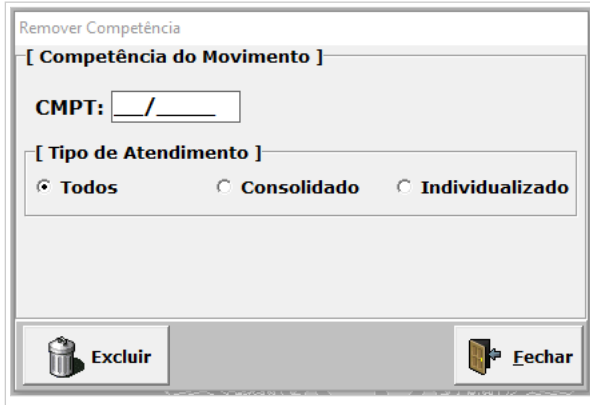 Remover Competência
[ Competência do Movimento ]
CMPT: __/____
[ Tipo de Atendimento ]
Todos Consolidado Individualizado
Excluir Fechar